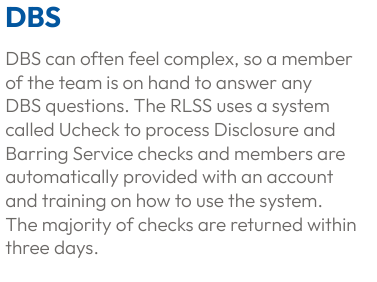 DBS
DBS can often feel complex, so a member
of the team is on hand to answer any
DBS questions. The RLSS uses a system
called Ucheck to process Disclosure and
Barring Service checks and members are
automatically provided with an account
and training on how to use the system.
The majority of checks are returned within
three days.